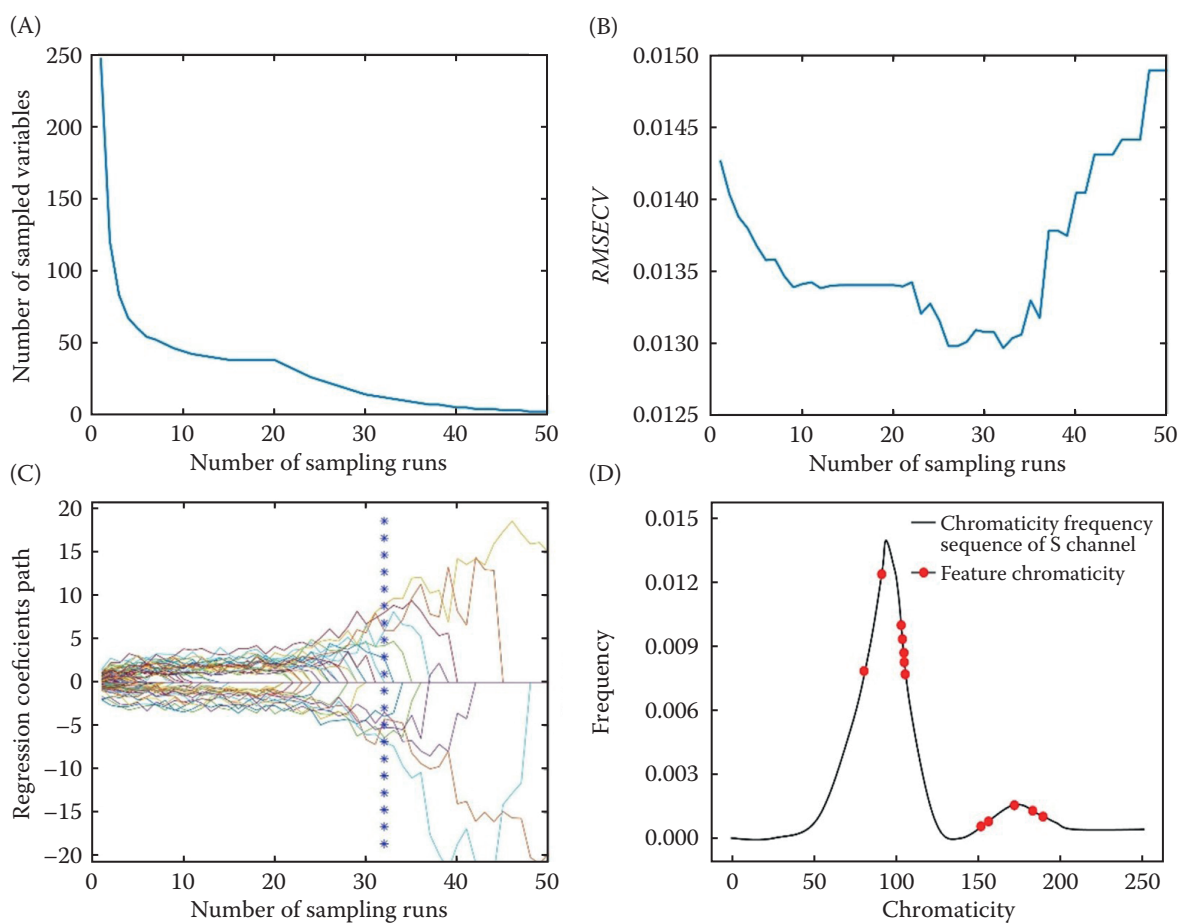 (A)
250
200
150
100
50
0
Number of sampled variables
0 10 20 30 40 50
Number of sampling runs
(B)
0.0150
0.0145
0.0140
0.0135
0.0130
0.0125
RMSECV
0 10 20 30 40 50
Number of sampling runs
(C)
20
15
10
5
0
−5
−10
−15
−20
Regression coeficients path
0 10 20 30 40 50
Number of sampling runs
(D)
0.015
0.012
0.009
0.006
0.003
0.000
Frequency
Chromaticity frequency
sequence of S channel
Feature chromaticity
0 50 100 150 200 250
Chromaticity